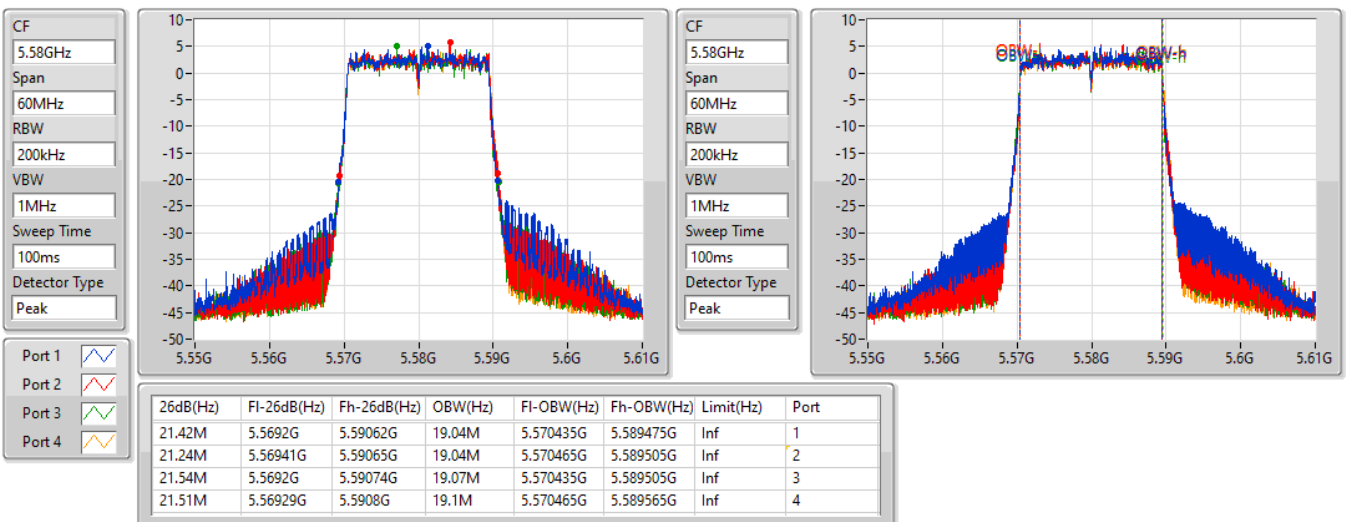 CF
5.58GHz
Span
60MHz
RBW
200kHz
VBW
1MHz
Sweep Time
100ms
Detector Type
Peak
10
5
0
-5
-10
-15
-20
-25
-30
-35
-40
-45
-50
5.55G 5.56G 5.57G 5.58G 5.59G 5.6G 5.61G
CF
5.58GHz
Span
60MHz
RBW
200kHz
VBW
1MHz
Sweep Time
100ms
Detector Type
Peak
10
5
0
-5
-10
-15
-20
-25
-30
-35
-40
-45
-50
OBW-l OBW-h
5.55G 5.56G 5.57G 5.58G 5.59G 5.6G 5.61G
Port 1
Port 2
Port 3
Port 4
26dB(Hz) Fl-26dB(Hz) Fh-26dB(Hz) OBW(Hz) Fl-OBW(Hz) Fh-OBW(Hz) Limit(Hz) Port
21.42M 5.5692G 5.59062G 19.04M 5.570435G 5.589475G Inf 1
21.24M 5.56941G 5.59065G 19.04M 5.570465G 5.589505G Inf 2
21.54M 5.5692G 5.59074G 19.07M 5.570435G 5.589505G Inf 3
21.51M 5.56929G 5.5908G 19.1M 5.570465G 5.589565G Inf 4